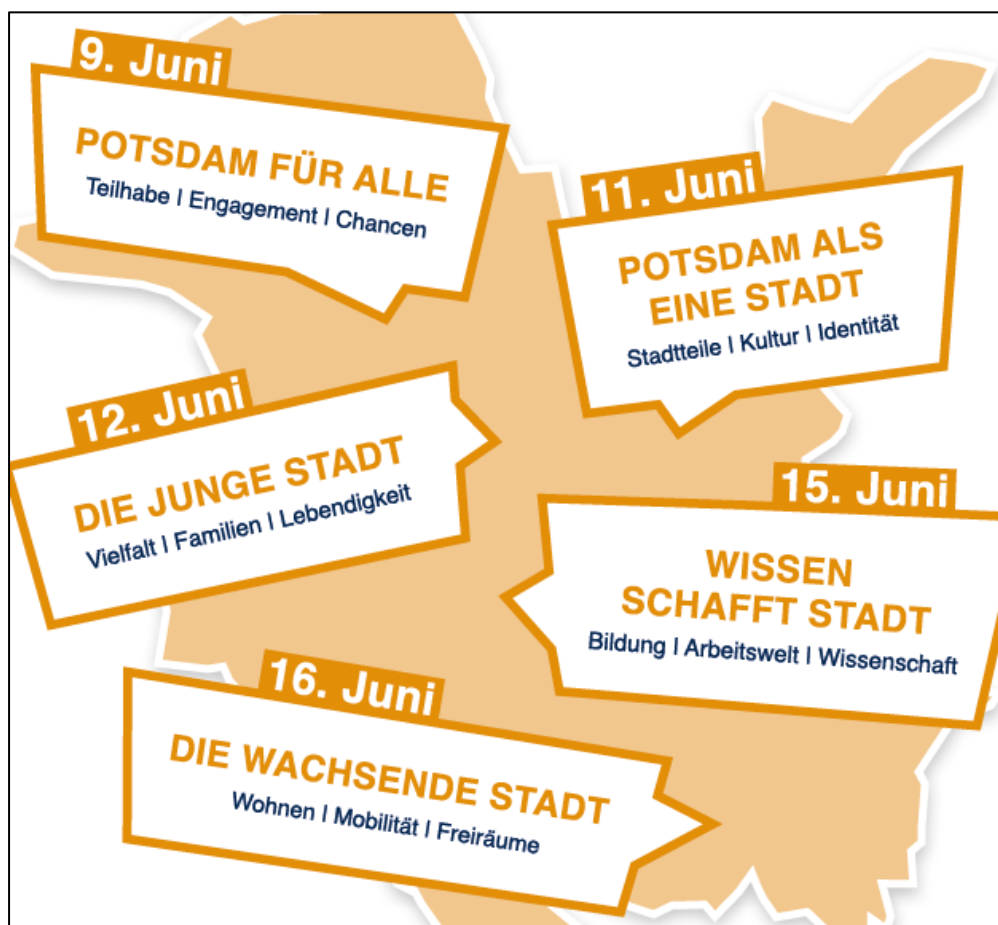 9. Juni
POTSDAM FÜR ALLE
Teilhabe I Engagement I Chancen
11. Juni
POTSDAM ALS
EINE STADT
Stadtteile I Kultur I Identität
12. Juni
DIE JUNGE STADT
Vielfalt I Familien I Lebendigkeit
15. Juni
WISSEN
SCHAFFT STADT
Bildung I Arbeitswelt I Wissenschaft
16. Juni
DIE WACHSENDE STADT
Wohnen I Mobilität I Freiräume